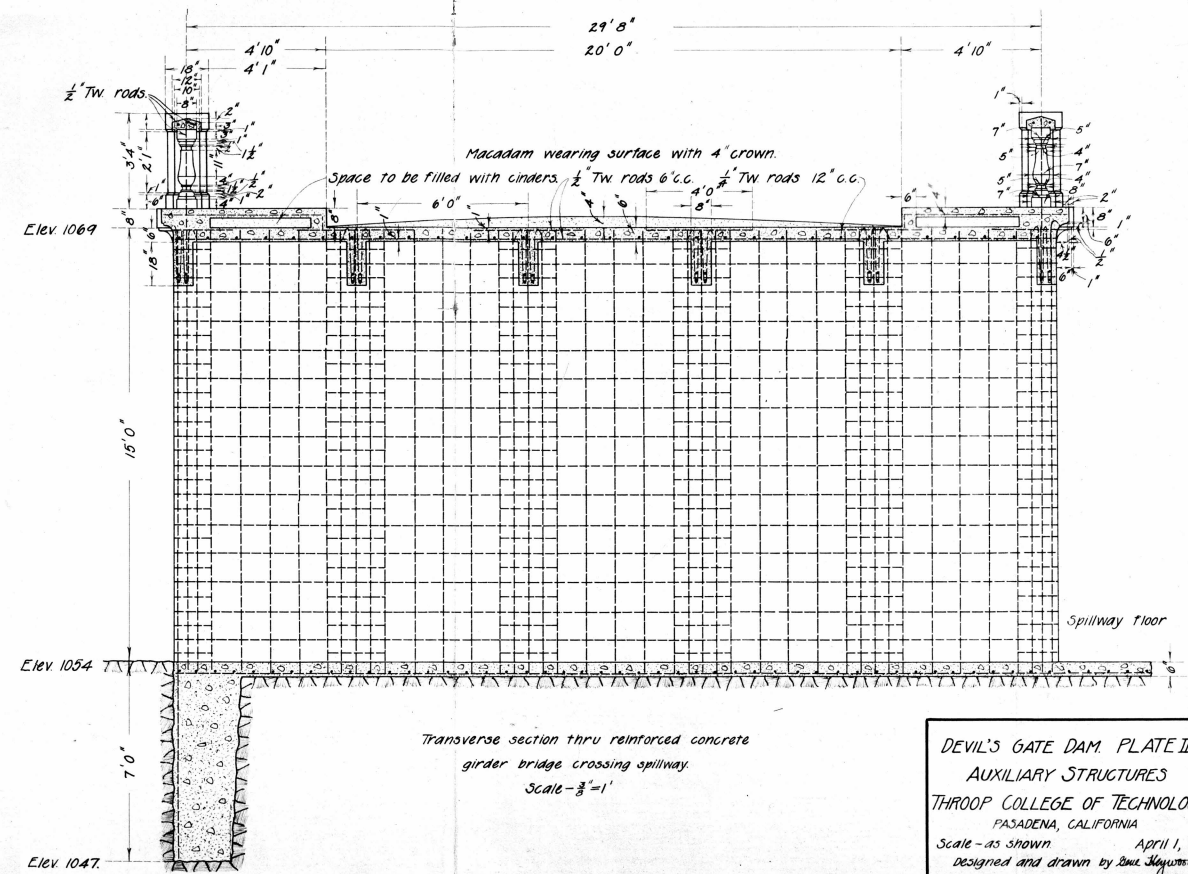 29'8"
4'10" 20'0" 4'10"
18" 4'1"
12"
10"
8"
½" Tw. rods.
2"
1"
1½"
11"
3'4"
2'1"
1"
7" 5"
5" 4"
7"
5" 4"
7" 8"
2"
Macadam wearing surface with 4" crown.
Space to be filled with cinders. ½" Tw. rods 6" c.c. ¼" Tw. rods 12" c.c.
6'0" 4'0"
8"
6"
8" 1"
6"
½"
6" 1"
Elev. 1069
8"
6"
18"
15'0"
Spillway floor
Elev. 1054
6"
7'0"
Elev. 1047.
Transverse section thru reinforced concrete
girder bridge crossing spillway.
Scale-⅜"=1'
DEVIL'S GATE DAM. PLATE
AUXILIARY STRUCTURES
THROOP COLLEGE OF TECHNOLO
PASADENA, CALIFORNIA
Scale-as shown April 1,
Designed and drawn by